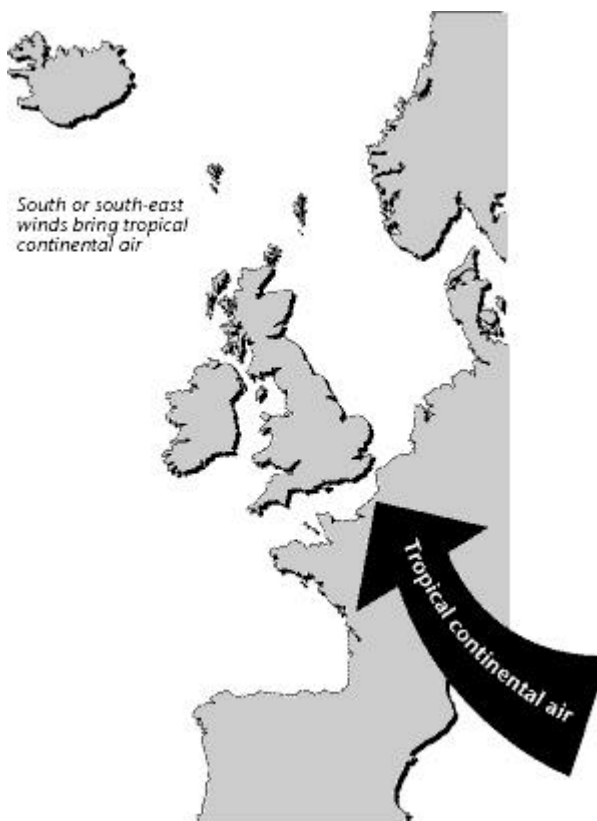 South or south-east
winds bring tropical
continental air
Tropical continental air